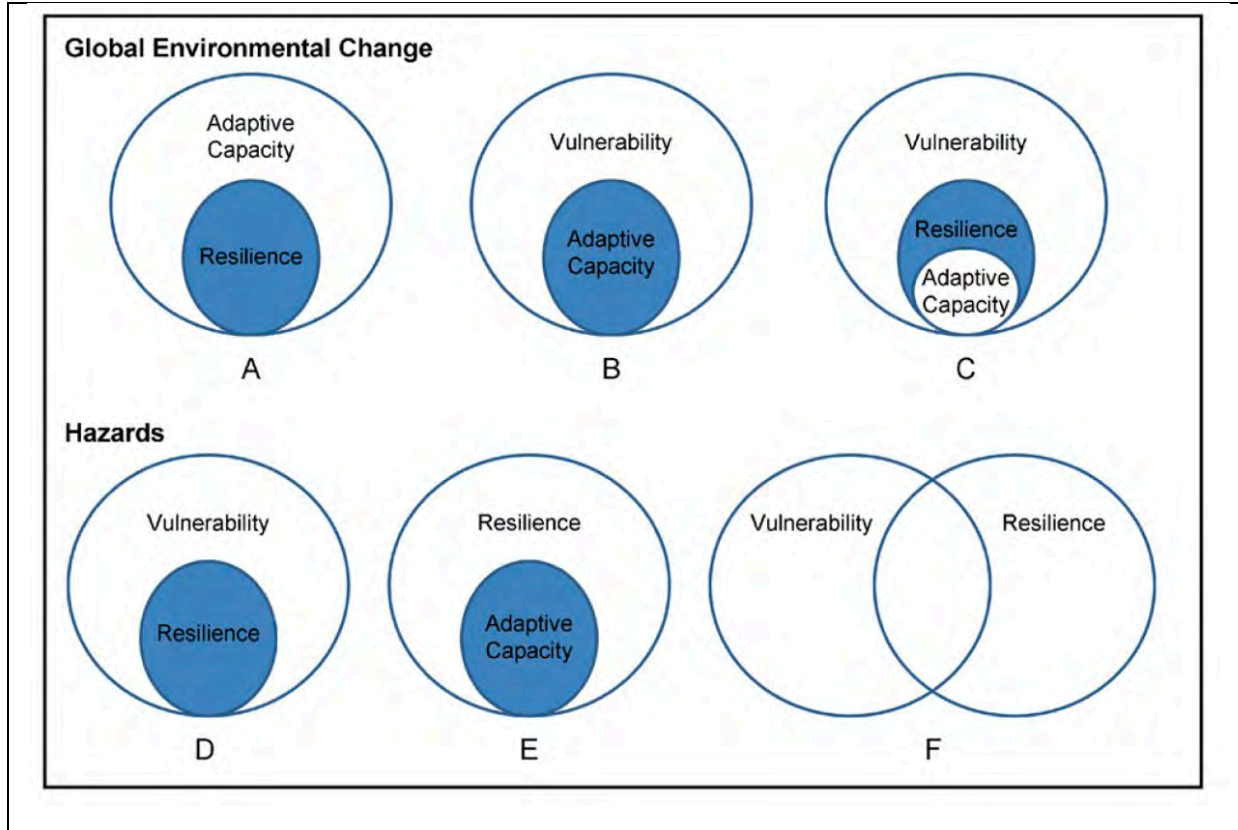 Global Environmental Change
Adaptive
Capacity
Resilience
A
Vulnerability
Adaptive
Capacity
B
Vulnerability
Resilience
Adaptive
Capacity
C
Hazards
Vulnerability
Resilience
D
Resilience
Adaptive
Capacity
E
Vulnerability
Resilience
F